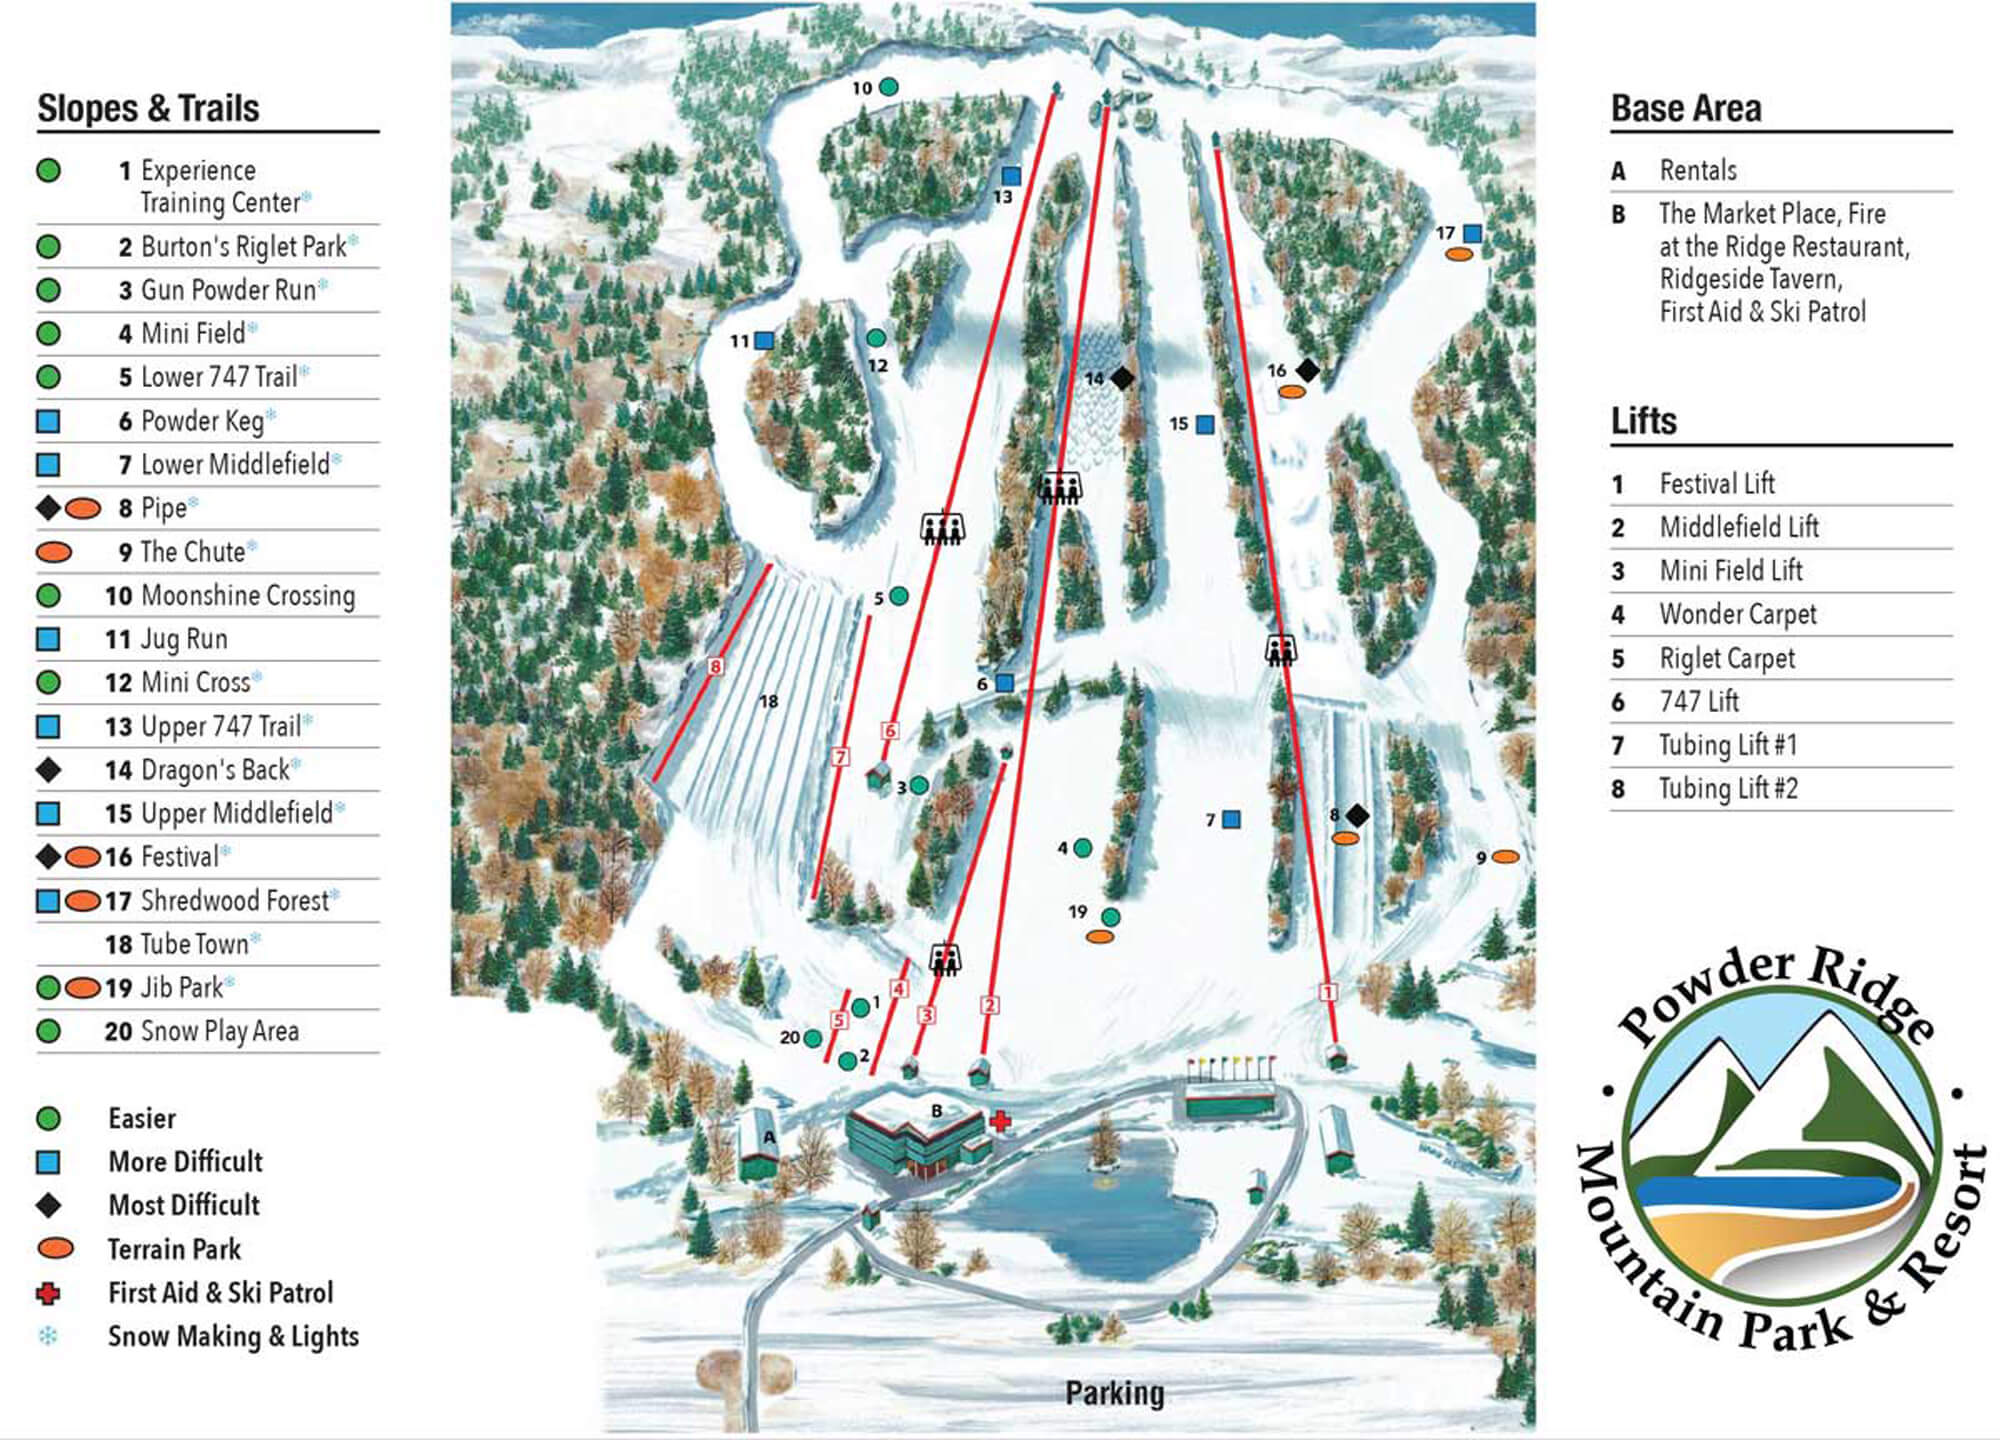 Slopes & Trails
1 Experience
Training Center
2 Burton's Riglet Park
3 Gun Powder Run
4 Mini Field
5 Lower 747 Trail
6 Powder Keg
7 Lower Middlefield
8 Pipe
9 The Chute
10 Moonshine Crossing
11 Jug Run
12 Mini Cross
13 Upper 747 Trail
14 Dragon's Back
15 Upper Middlefield
16 Festival
17 Shredwood Forest
18 Tube Town
19 Jib Park
20 Snow Play Area
Easier
More Difficult
Most Difficult
Terrain Park
First Aid & Ski Patrol
Snow Making & Lights
10
13
17
11
12
14
16
15
5
8
18
6
6
7
3
7
8
4
9
19
4
1
5
3
2
1
20
2
B
A
Parking
Base Area
A Rentals
B The Market Place, Fire
at the Ridge Restaurant,
Ridgeside Tavern,
First Aid & Ski Patrol
Lifts
1 Festival Lift
2 Middlefield Lift
3 Mini Field Lift
4 Wonder Carpet
5 Riglet Carpet
6 747 Lift
7 Tubing Lift #1
8 Tubing Lift #2
Powder Ridge
Mountain Park & Resort